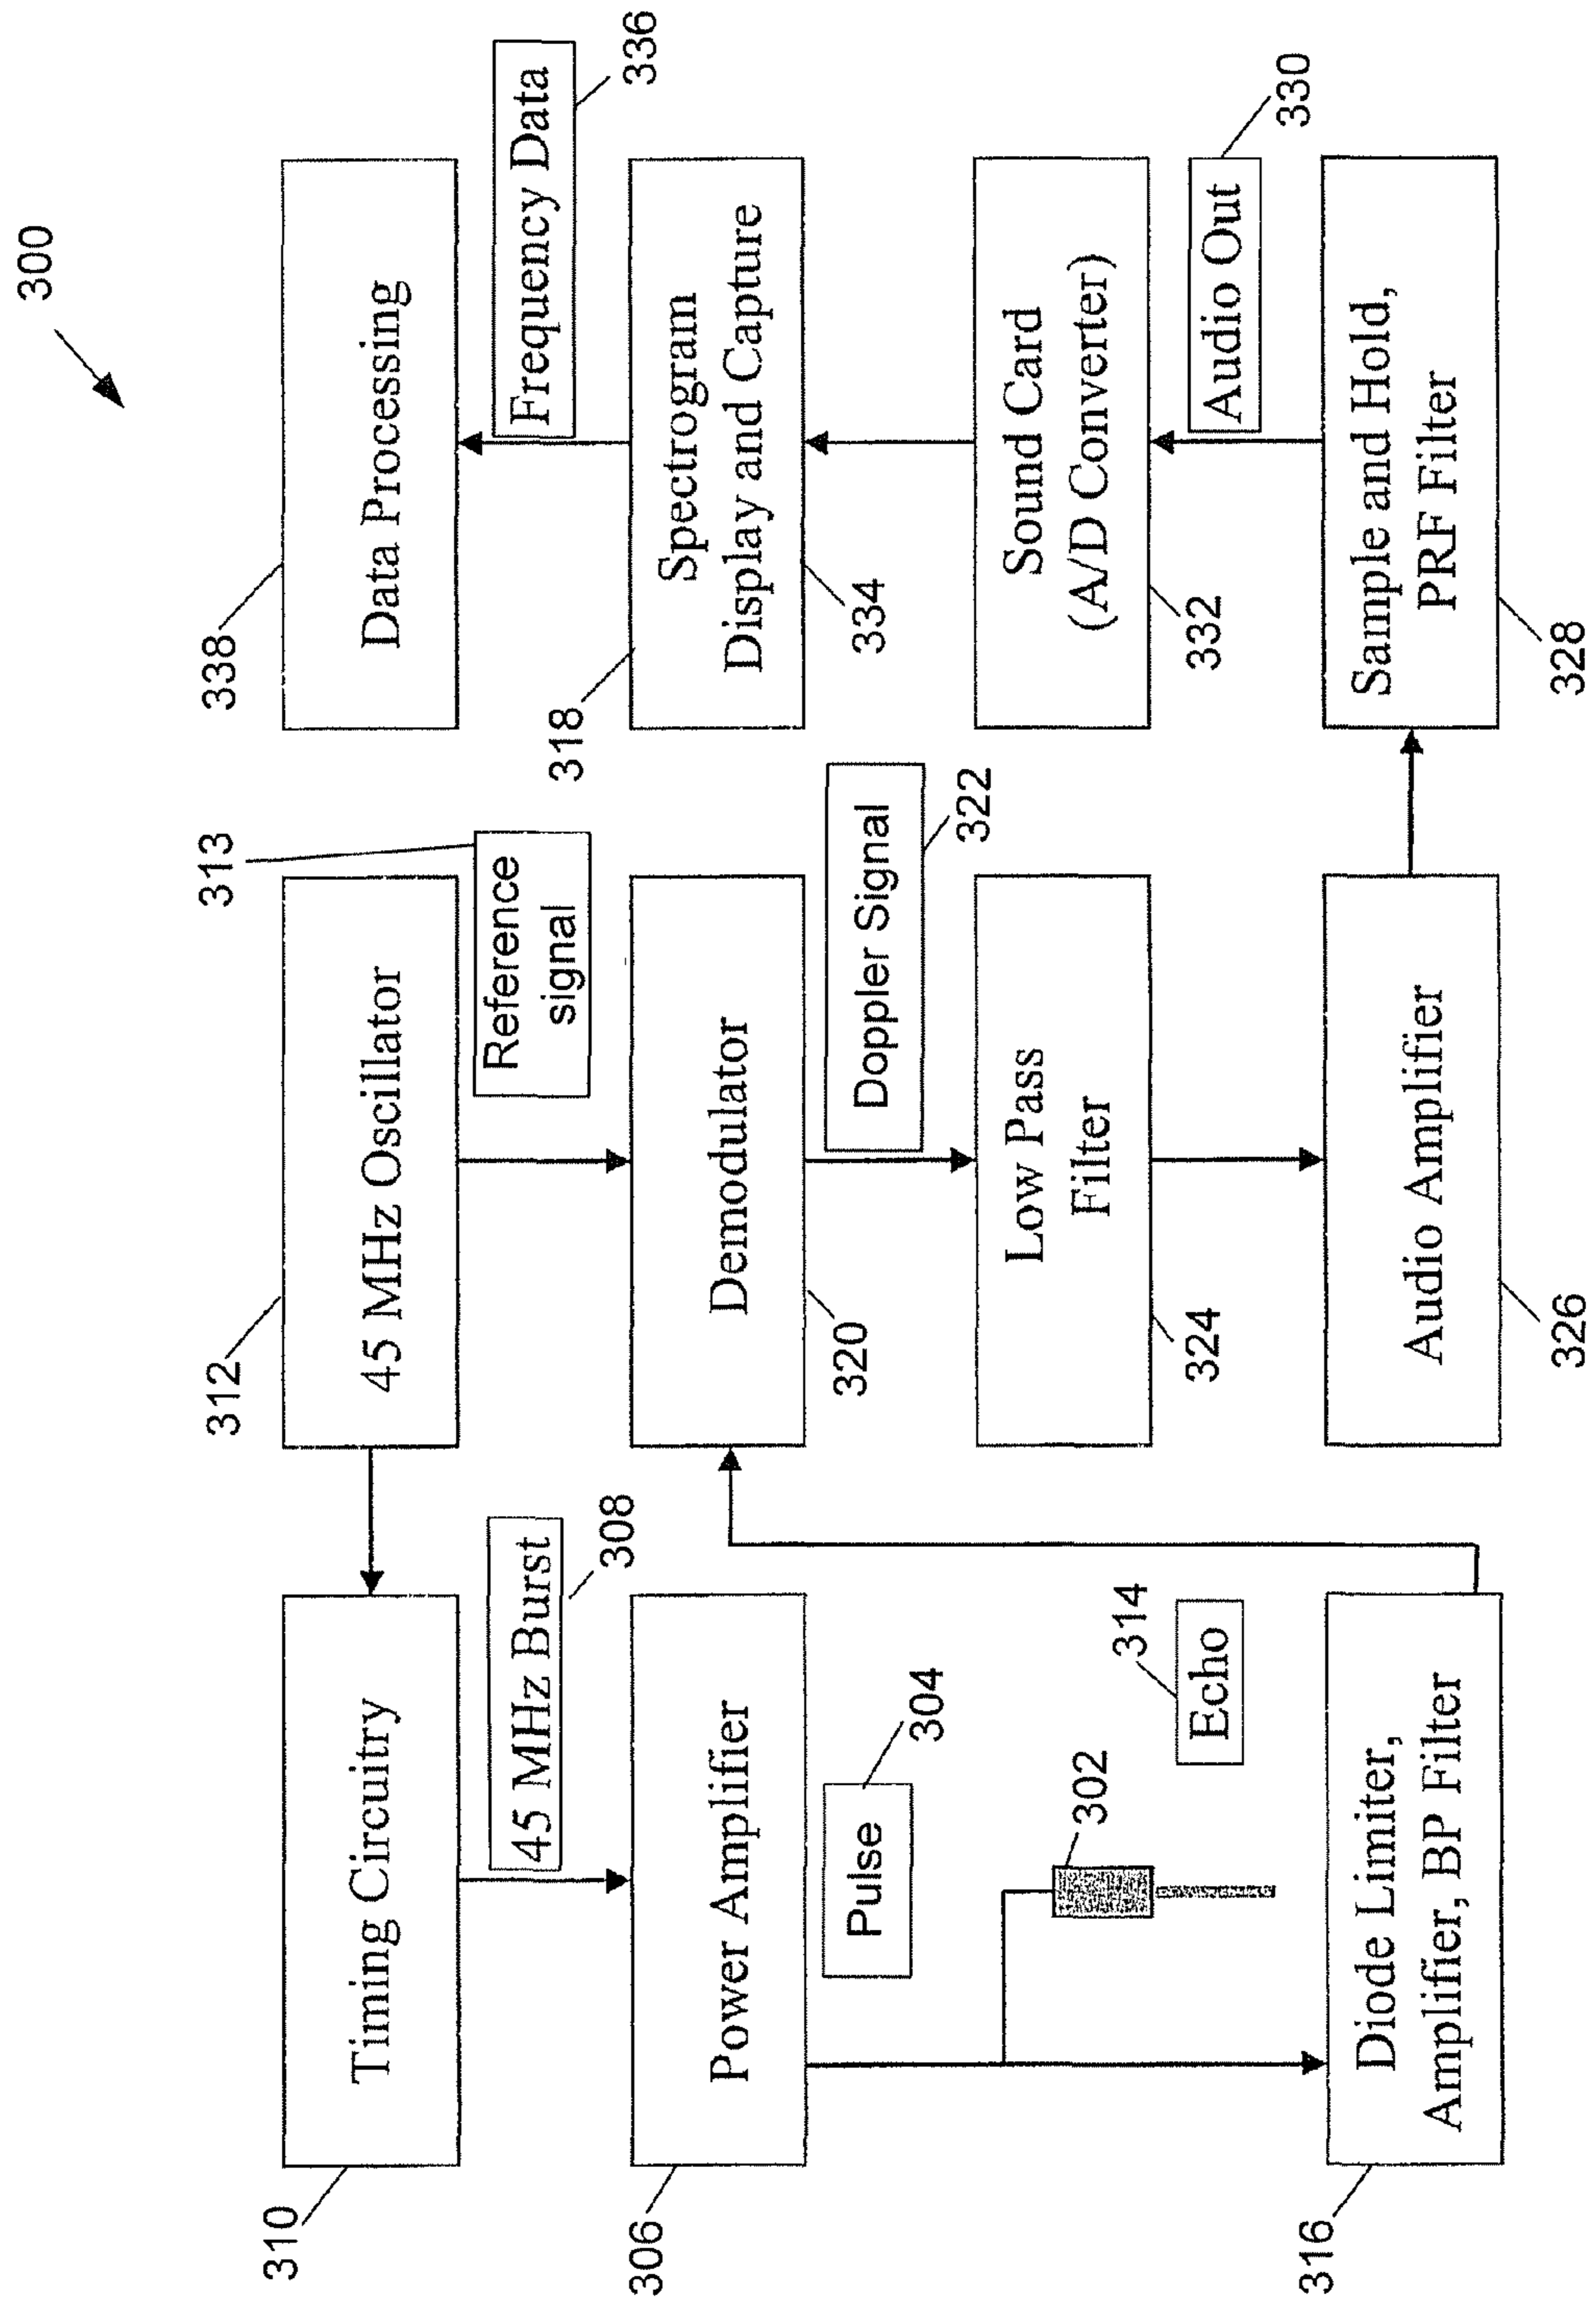 300
310
Timing Circuitry
45 MHz Burst
308
306
Power Amplifier
Pulse
304
302
314
Echo
316
Diode Limiter,
Amplifier, BP Filter
312
45 MHz Oscillator
313
Reference
signal
320
Demodulator
Doppler Signal
322
324
Low Pass
Filter
326
Audio Amplifier
338
Data Processing
Frequency Data
336
318
Spectrogram
Display and Capture
334
332
Sound Card
(A/D Converter)
Audio Out
330
328
Sample and Hold,
PRF Filter